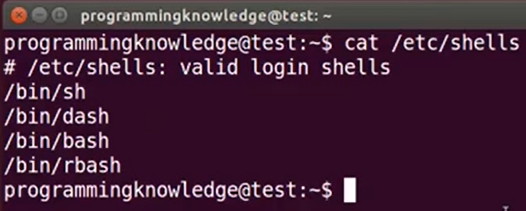 programmingknowledge@test: ~
programmingknowledge@test:~$ cat /etc/shells
# /etc/shells: valid login shells
/bin/sh
/bin/dash
/bin/bash
/bin/rbash
programmingknowledge@test:~$